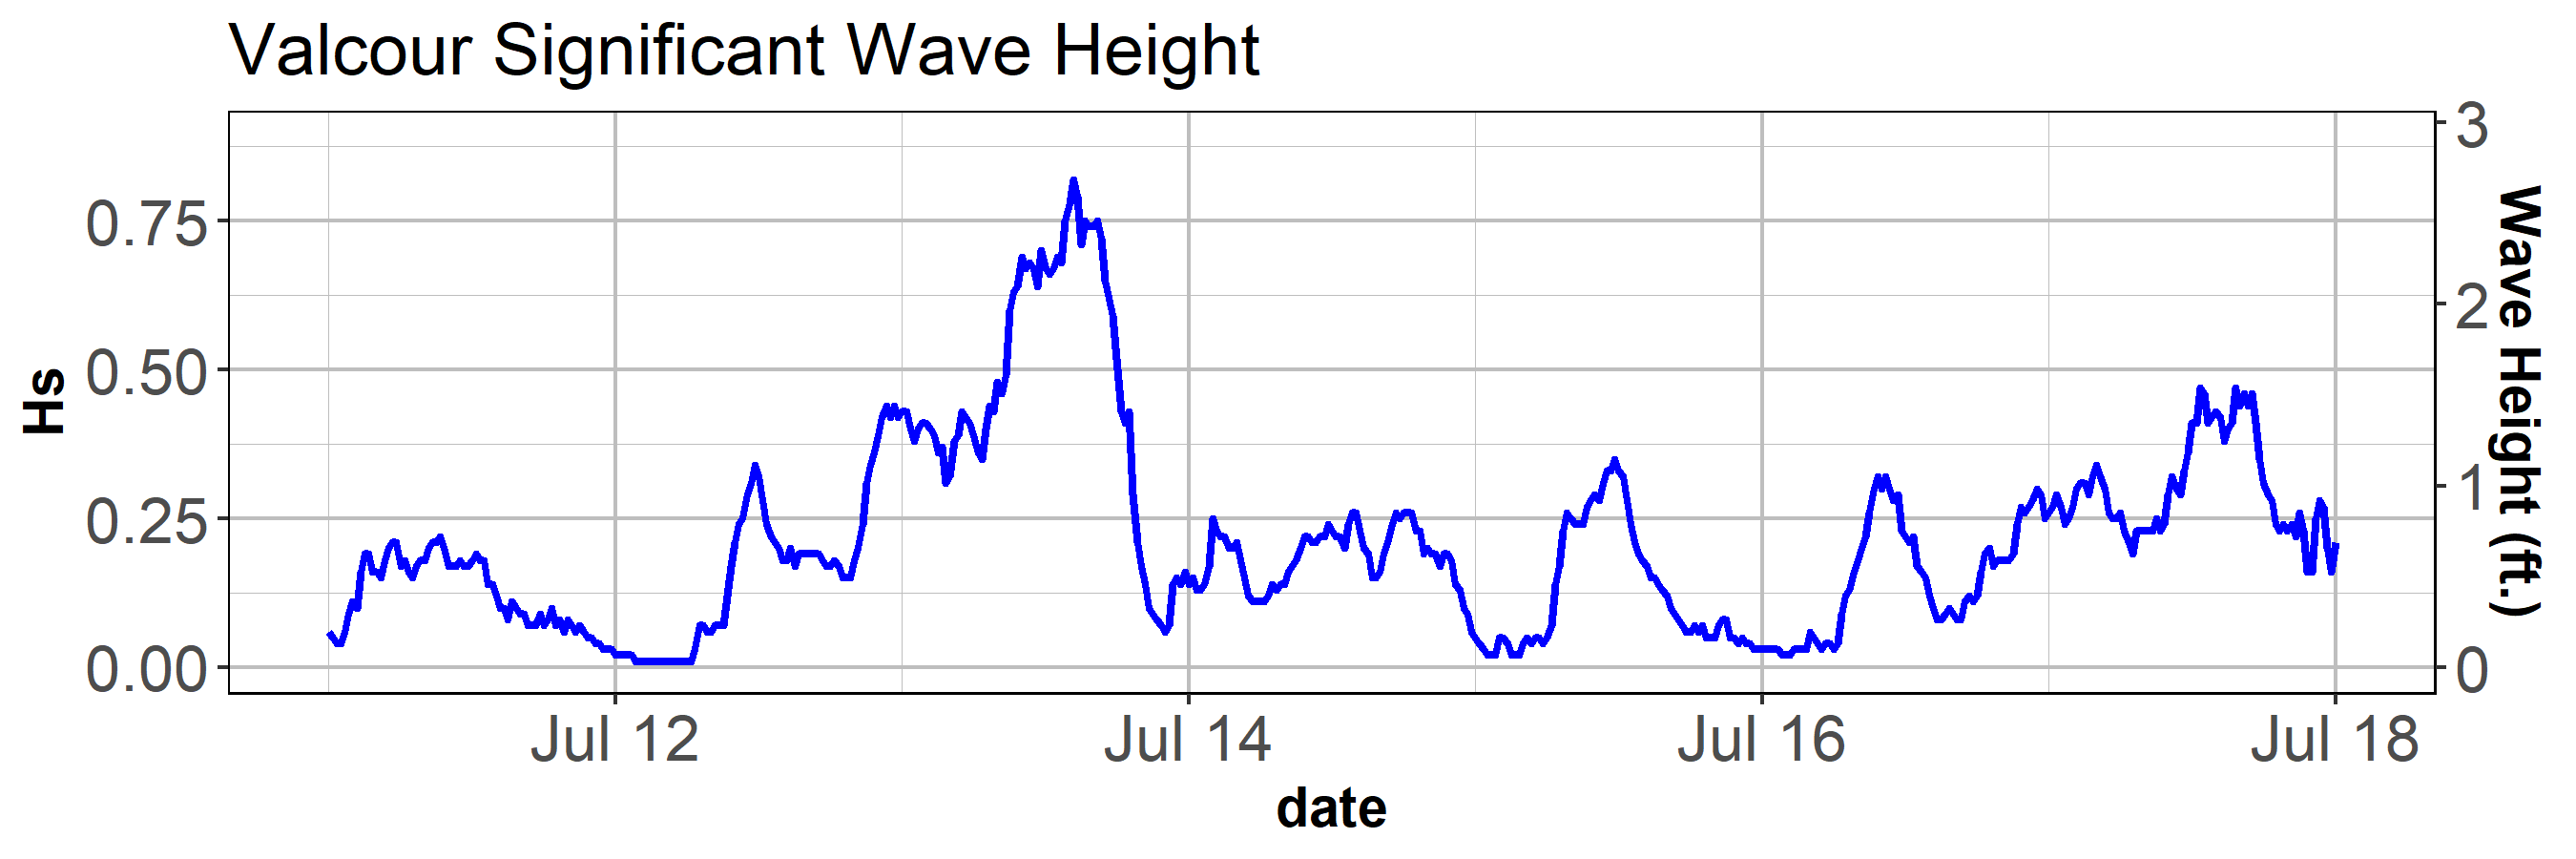 Valcour Significant Wave Height
Hs
0.75
0.50
0.25
0.00
3
2
1
0
Wave Height (ft.)
Jul 12
Jul 14
Jul 16
Jul 18
date